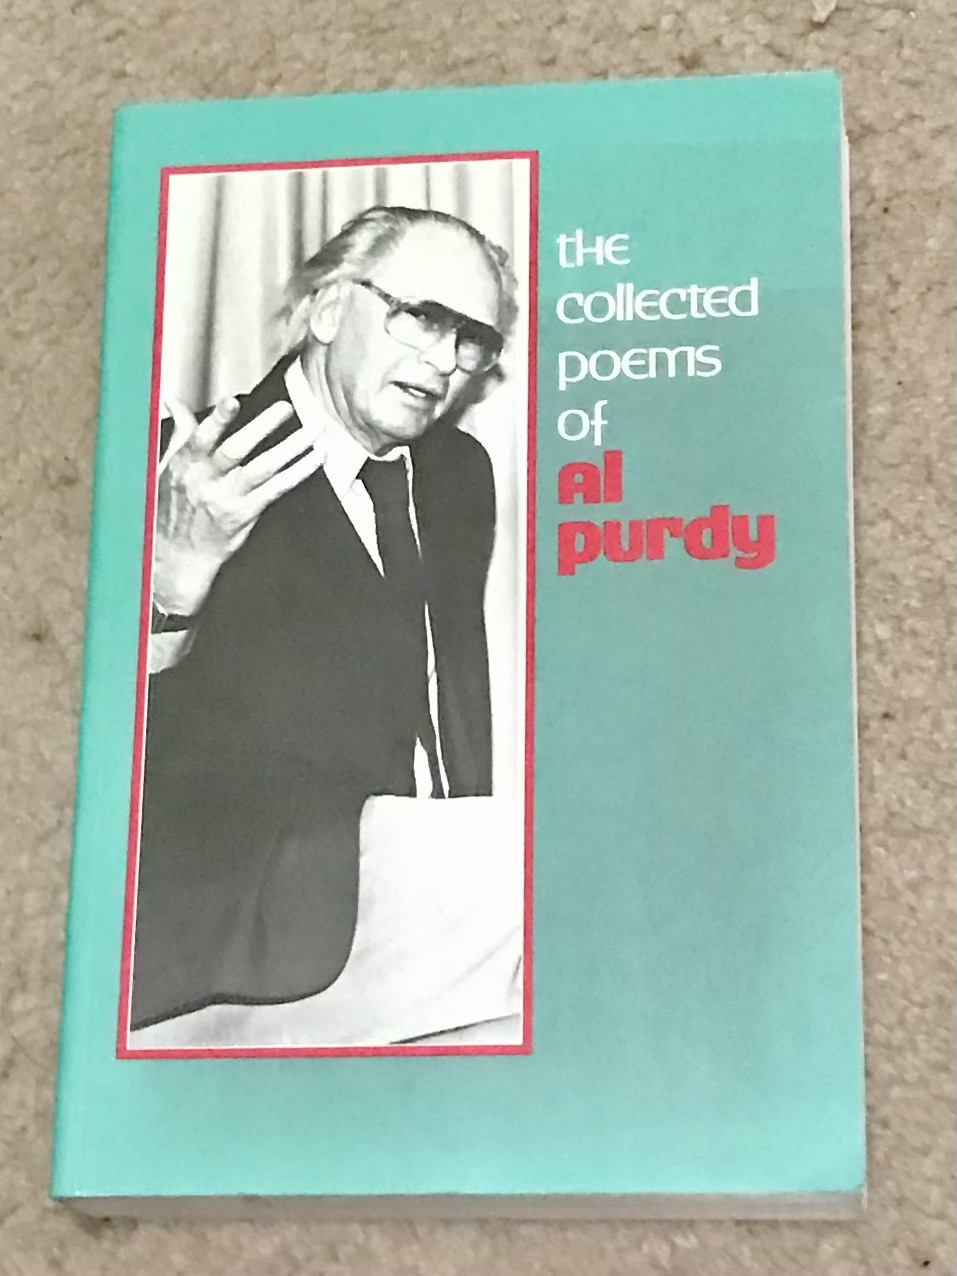 the
collected
poems
of
Al
purdy